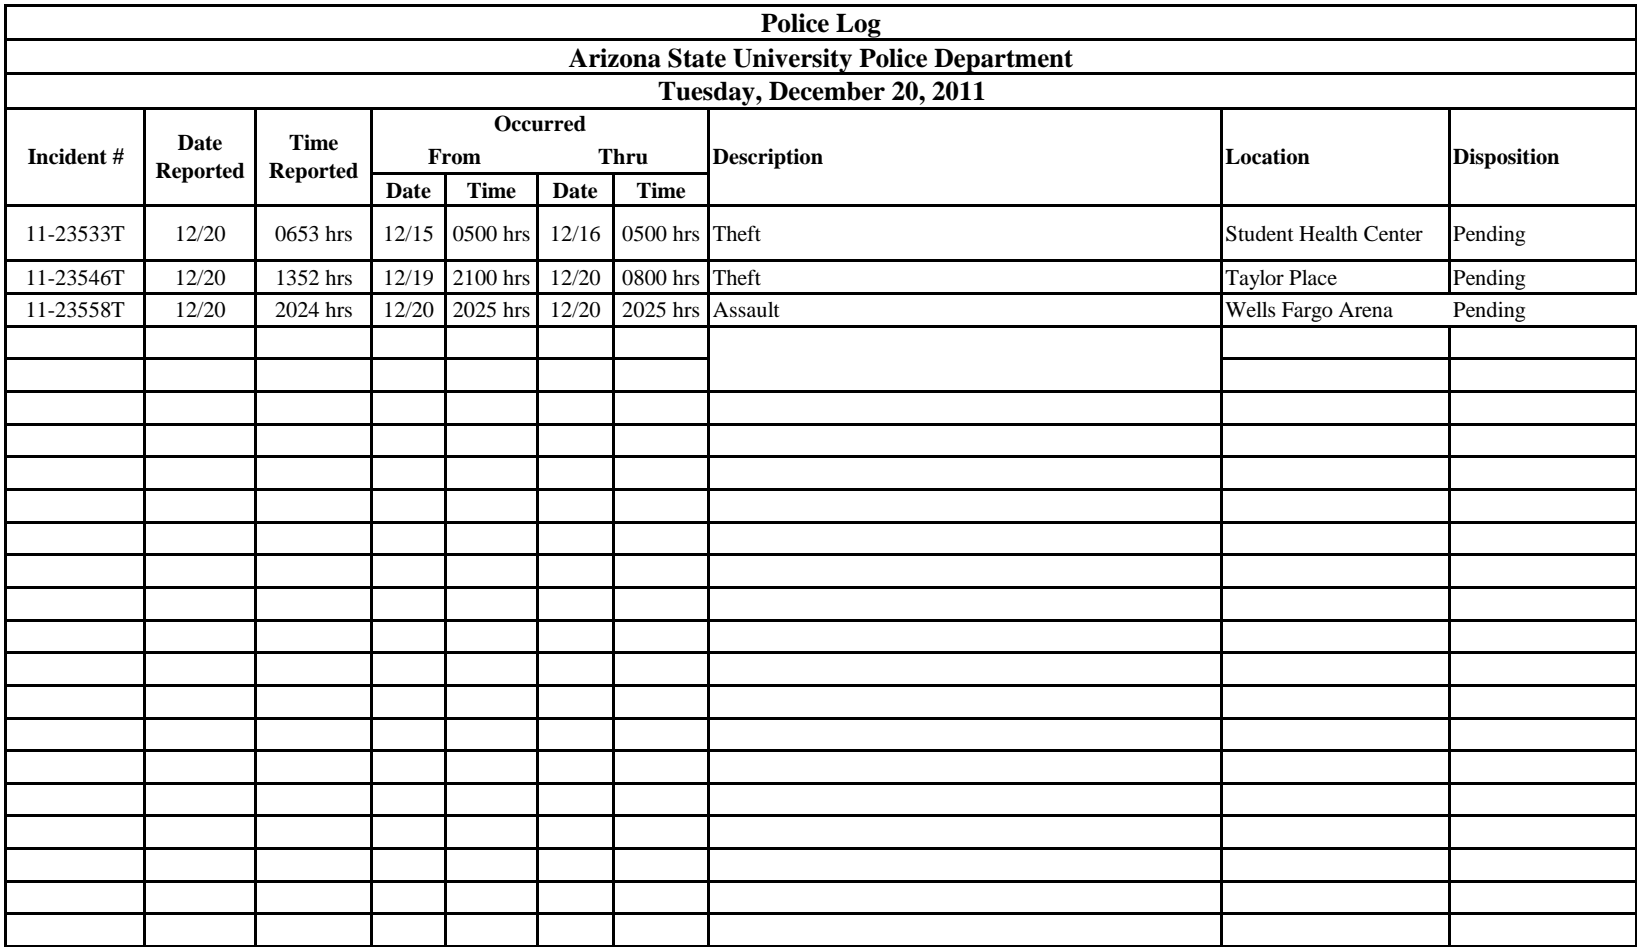 Police Log
Arizona State University Police Department
Tuesday, December 20, 2011
Incident # Date Reported Time Reported Occurred Description Location Disposition
From Thru
Date Time Date Time
11-23533T 12/20 0653 hrs 12/15 0500 hrs 12/16 0500 hrs Theft Student Health Center Pending
11-23546T 12/20 1352 hrs 12/19 2100 hrs 12/20 0800 hrs Theft Taylor Place Pending
11-23558T 12/20 2024 hrs 12/20 2025 hrs 12/20 2025 hrs Assault Wells Fargo Arena Pending